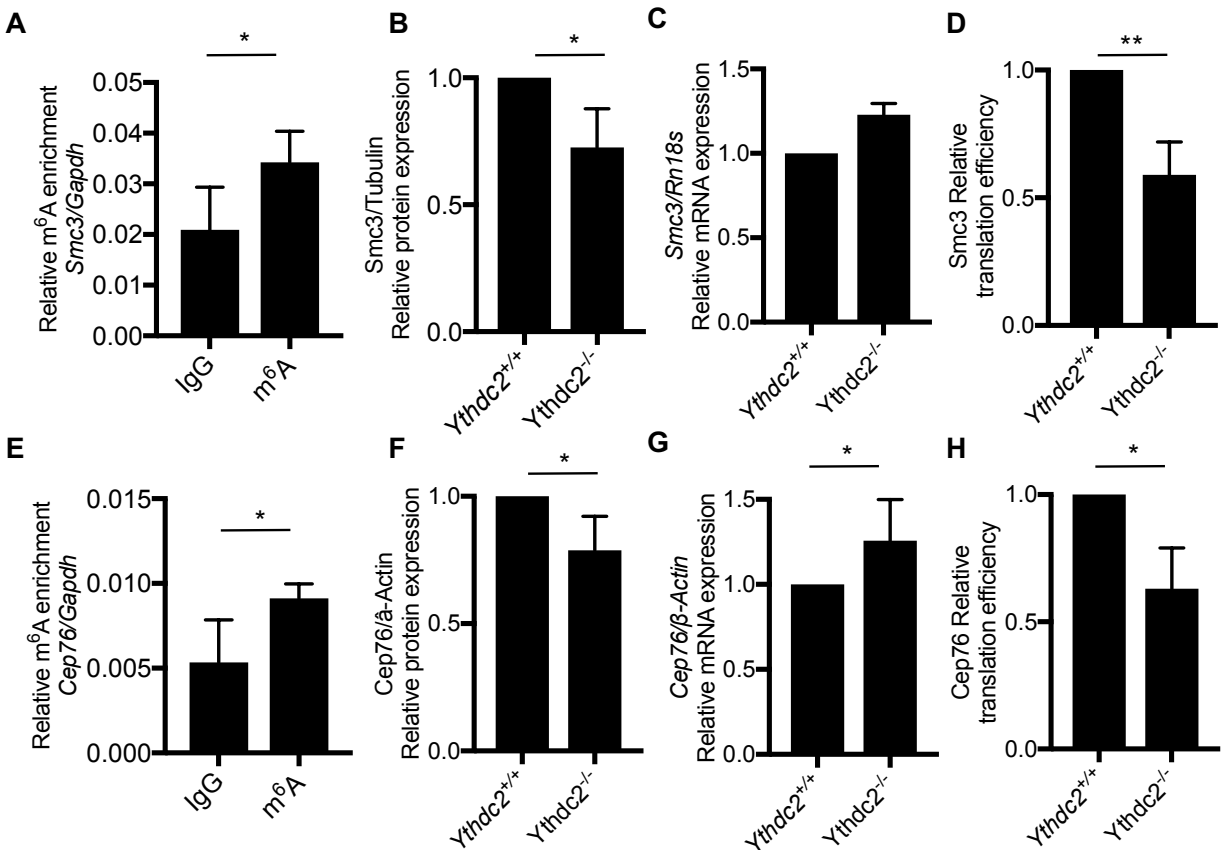 A
*
Relative m⁶A enrichment
Smc3/Gapdh
0.05
0.04
0.03
0.02
0.01
0.00
IgG
m⁶A
B
*
Smc3/Tubulin
Relative protein expression
1.0
0.5
0.0
Ythdc2⁺/⁺
Ythdc2⁻/⁻
C
Smc3/Rn18s
Relative mRNA expression
1.5
1.0
0.5
1.0
Ythdc2⁺/⁺
Ythdc2⁻/⁻
D
**
Smc3 Relative
translation efficiency
1.0
0.5
0.0
Ythdc2⁺/⁺
Ythdc2⁻/⁻
E
*
Relative m⁶A enrichment
Cep76/Gapdh
0.015
0.010
0.005
0.000
IgG
m⁶A
F
*
Cep76/â-Actin
Relative protein expression
1.0
0.5
0.0
Ythdc2⁺/⁺
Ythdc2⁻/⁻
G
*
Cep76/β-Actin
Relative mRNA expression
1.5
1.0
0.5
1.0
0.0
Ythdc2⁺/⁺
Ythdc2⁻/⁻
H
*
Cep76 Relative
translation efficiency
1.0
0.5
0.0
Ythdc2⁺/⁺
Ythdc2⁻/⁻